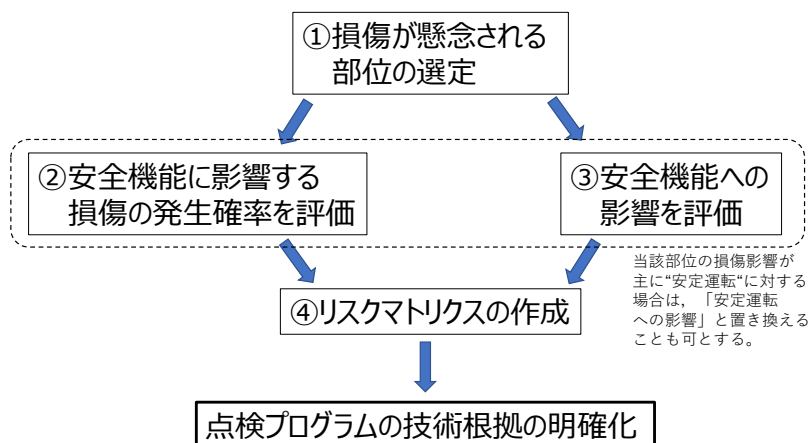 ①損傷が懸念される
部位の選定
②安全機能に影響する
損傷の発生確率を評価
③安全機能への
影響を評価
当該部位の損傷影響が
主に“安定運転“に対する
場合は，「安定運転
への影響」と置き換える
ことも可とする。
④リスクマトリクスの作成
点検プログラムの技術根拠の明確化